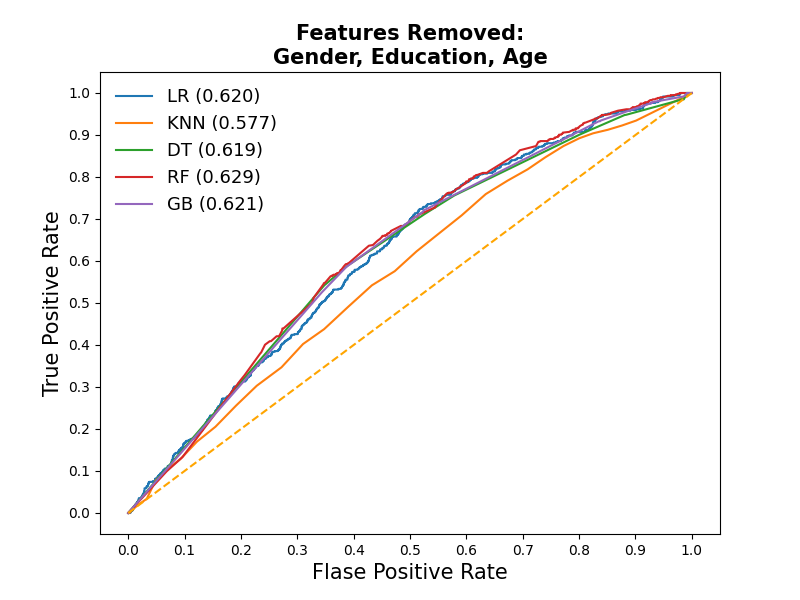 Features Removed:
Gender, Education, Age
LR (0.620)
KNN (0.577)
DT (0.619)
RF (0.629)
GB (0.621)
True Positive Rate
1.0
0.9
0.8
0.7
0.6
0.5
0.4
0.3
0.2
0.1
0.0
0.0 0.1 0.2 0.3 0.4 0.5 0.6 0.7 0.8 0.9 1.0
Flase Positive Rate